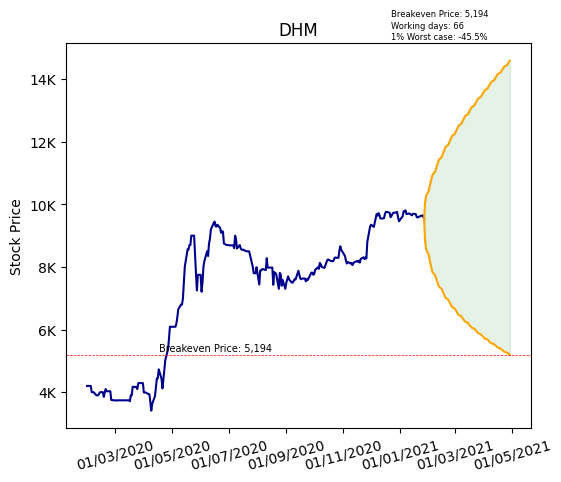 Breakeven Price: 5,194
Working days: 66
1% Worst case: -45.5%
DHM
14K
12K
10K
8K
6K
4K
Stock Price
Breakeven Price: 5,194
01/03/2020
01/05/2020
01/07/2020
01/09/2020
01/11/2020
01/01/2021
01/03/2021
01/05/2021